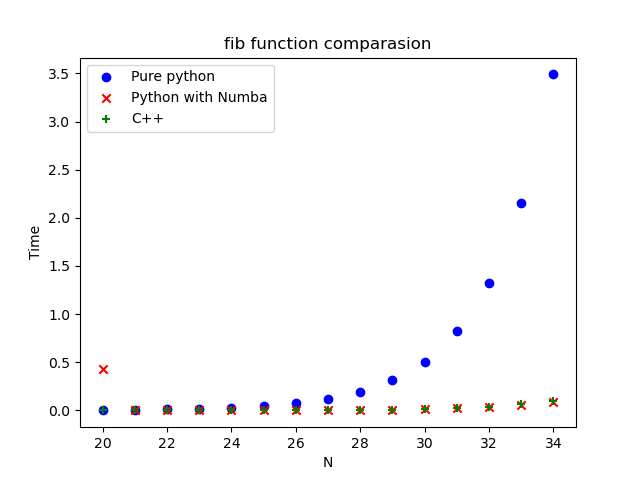 fib function comparasion
Pure python
Python with Numba
C++
3.5
3.0
2.5
2.0
1.5
1.0
0.5
0.0
Time
20 22 24 26 28 30 32 34
N